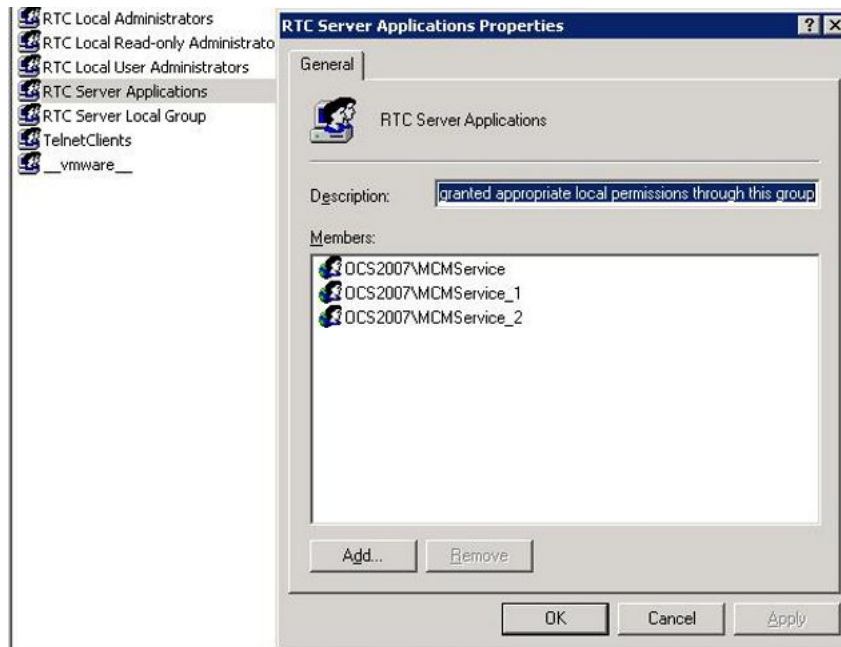 RTC Local Administrators
RTC Local Read-only Administrato
RTC Local User Administrators
RTC Server Applications
RTC Server Local Group
TelnetClients
__vmware__
RTC Server Applications Properties
General
RTC Server Applications
Description:
granted appropriate local permissions through this group
Members:
OCS2007\MCMService
OCS2007\MCMService_1
OCS2007\MCMService_2
Add...
Remove
OK
Cancel
Apply